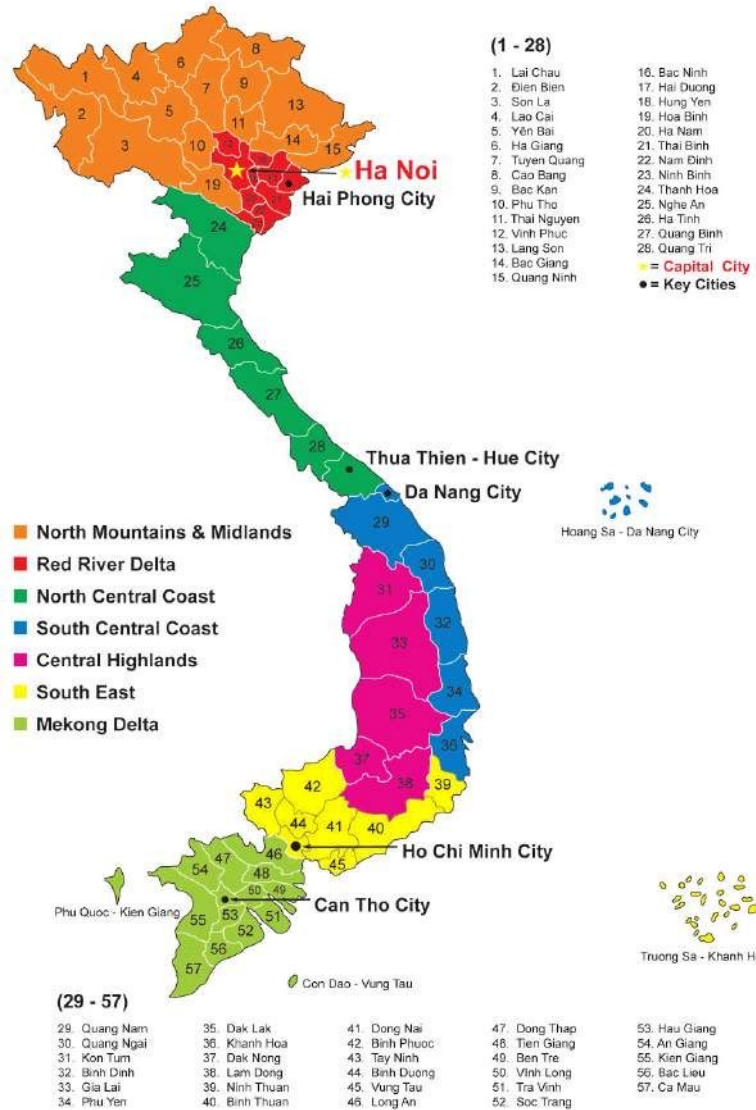 (1 - 28)
1. Lai Chau
2. Đien Bien
3. Son La
4. Lao Cai
5. Yên Bai
6. Ha Giang
7. Tuyen Quang
8. Cao Bang
9. Bac Kan
10. Phu Tho
11. Thai Nguyen
12. Vinh Phuc
13. Lang Son
14. Bac Giang
15. Quang Ninh
16. Bac Ninh
17. Hai Duong
18. Hung Yen
19. Hoa Binh
20. Ha Nam
21. Thai Binh
22. Nam Đinh
23. Ninh Binh
24. Thanh Hoa
25. Nghe An
26. Ha Tinh
27. Quang Binh
28. Quang Tri
= Capital City
= Key Cities
8
6
1
4
7
9
13
2
5
3
10
11
14
15
19
Ha Noi
Hai Phong City
24
25
26
27
28
Thua Thien - Hue City
Da Nang City
29
Hoang Sa - Da Nang City
30
31
32
33
34
35
36
37
38
39
North Mountains & Midlands
Red River Delta
North Central Coast
South Central Coast
Central Highlands
South East
Mekong Delta
42
43
44
41
40
45
Ho Chi Minh City
46
47
48
54
50
49
Can Tho City
55
53
51
52
56
57
Phu Quoc - Kien Giang
Con Dao - Vung Tau
Truong Sa - Khanh H
(29 - 57)
29. Quang Nam
30. Quang Ngai
31. Kon Tum
32. Binh Dinh
33. Gia Lai
34. Phu Yen
35. Dak Lak
36. Khanh Hoa
37. Dak Nong
38. Lam Dong
39. Ninh Thuan
40. Binh Thuan
41. Dong Nai
42. Binh Phuoc
43. Tay Ninh
44. Binh Duong
45. Vung Tau
46. Long An
47. Dong Thap
48. Tien Giang
49. Ben Tre
50. Vinh Long
51. Tra Vinh
52. Soc Trang
53. Hau Giang
54. An Giang
55. Kien Giang
56. Bac Lieu
57. Ca Mau